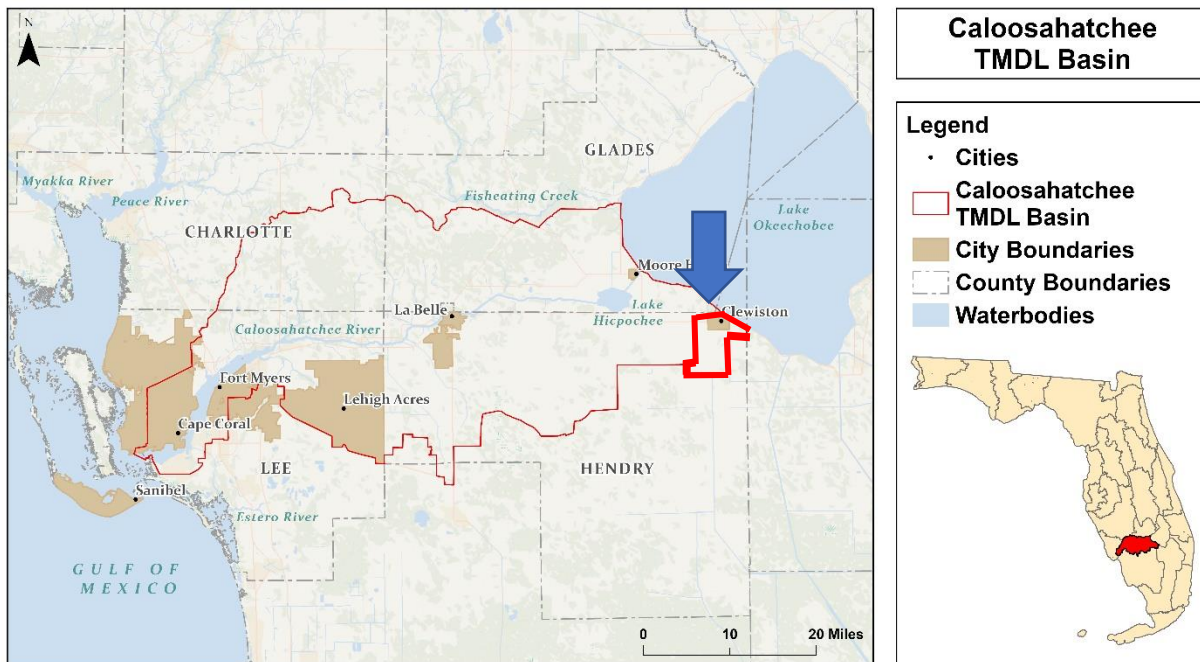 Caloosahatchee
TMDL Basin
N
GLADES
Myakka River
Peace River
Fisheating Creek
CHARLOTTE
Lake
Okeechobee
Moore H
La Belle
Lake
Hicpochee
Clewiston
Caloosahatchee River
Fort Myers
Lehigh Acres
Cape Coral
LEE
HENDRY
Sanibel
Estero River
GULF OF
MEXICO
0 10 20 Miles
Legend
Cities
Caloosahatchee
TMDL Basin
City Boundaries
County Boundaries
Waterbodies